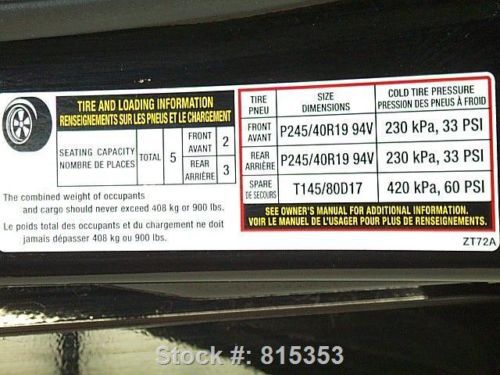 TIRE AND LOADING INFORMATION
RENSEIGNEMENTS SUR LES PNEUS ET LE CHARGEMENT
SEATING CAPACITY
NOMBRE DE PLACES
TOTAL 5
FRONT
AVANT 2
REAR
ARRIÈRE 3
The combined weight of occupants
and cargo should never exceed 408 kg or 900 lbs.
Le poids total des occupants et du chargement ne doit
jamais dépasser 408 kg or 900 lbs.
TIRE
PNEU
SIZE
DIMENSIONS
COLD TIRE PRESSURE
PRESSION DES PNEUS À FROID
FRONT
AVANT
P245/40R19 94V
230 kPa, 33 PSI
REAR
ARRIÈRE
P245/40R19 94V
230 kPa, 33 PSI
SPARE
DE SECOURS
T145/80D17
420 kPa, 60 PSI
SEE OWNER'S MANUAL FOR ADDITIONAL INFORMATION.
VOIR LE MANUEL DE L'USAGER POUR PLUS DE RENSEIGNEMENTS.
ZT72A
Stock #: 815353